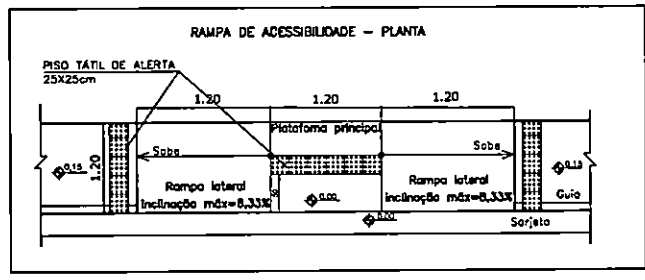 RAMPA DE ACESSIBILIDADE – PLANTA
PISO TÁTIL DE ALERTA
25X25cm
1.20 1.20 1.20
Plataforma principal
Sobe Sobe
0,15 1.20 0,15
Rampa lateral
inclinação máx=8,33%
50
0,00
Rampa lateral
inclinação máx=8,33%
Guia
0,00
Sarjeta